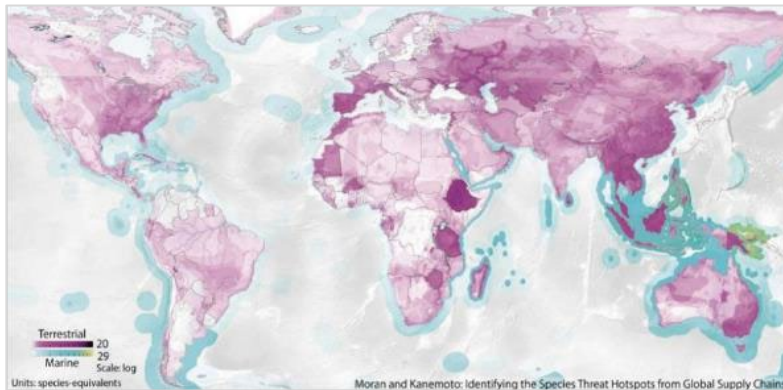 Terrestrial
20
29
Scale: log
Marine
Units: species-equivalents
Moran and Kanemoto: Identifying the Species Threat Hotspots from Global Supply Chain